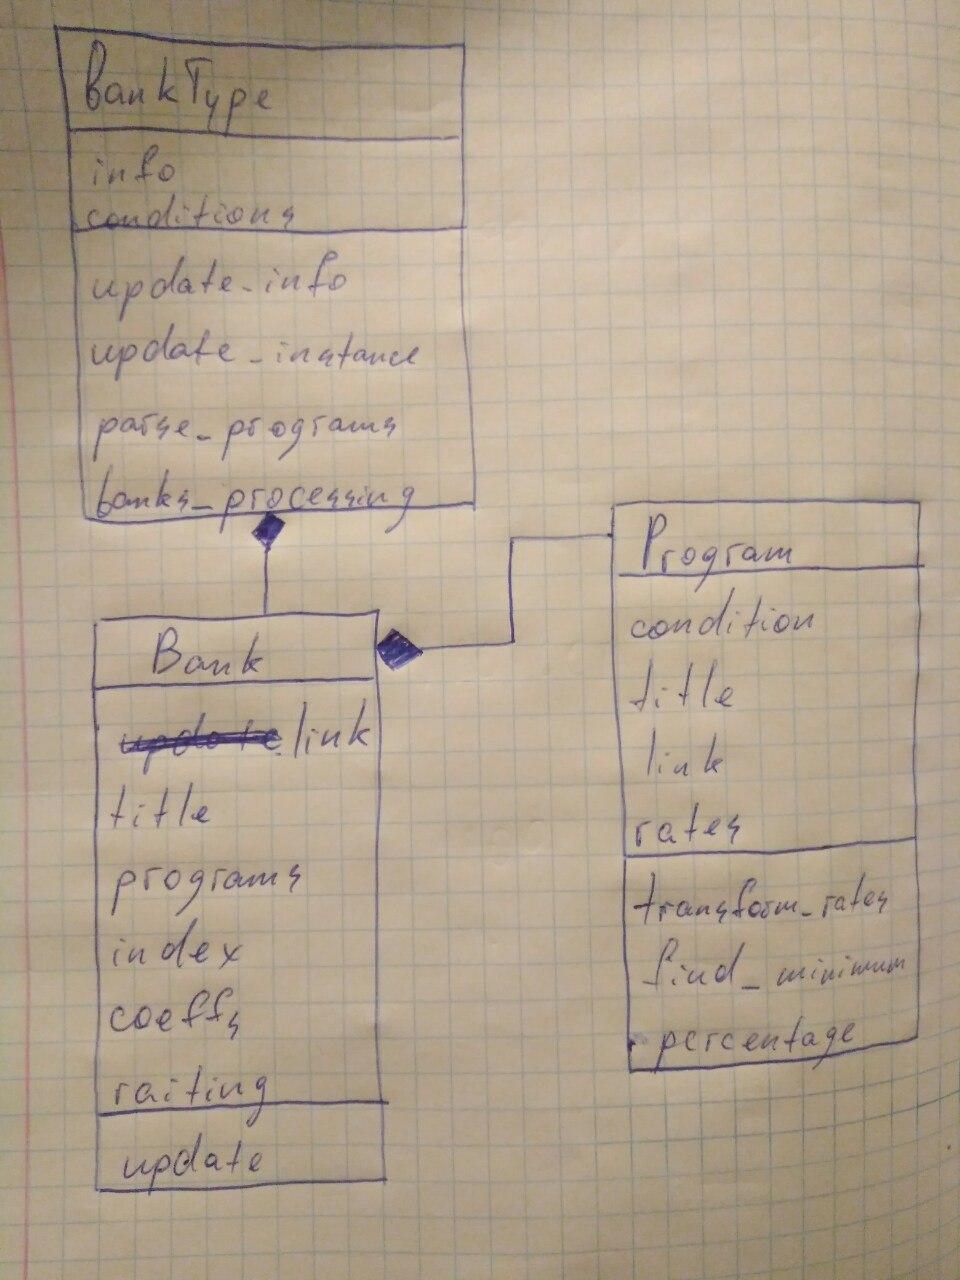 BankType
info
conditions
update_info
update_instance
parse_programs
banks_processing
Bank
update link
title
programs
index
coeffs
raiting
update
Program
condition
title
link
rates
transform_rates
find_minimum
percentage